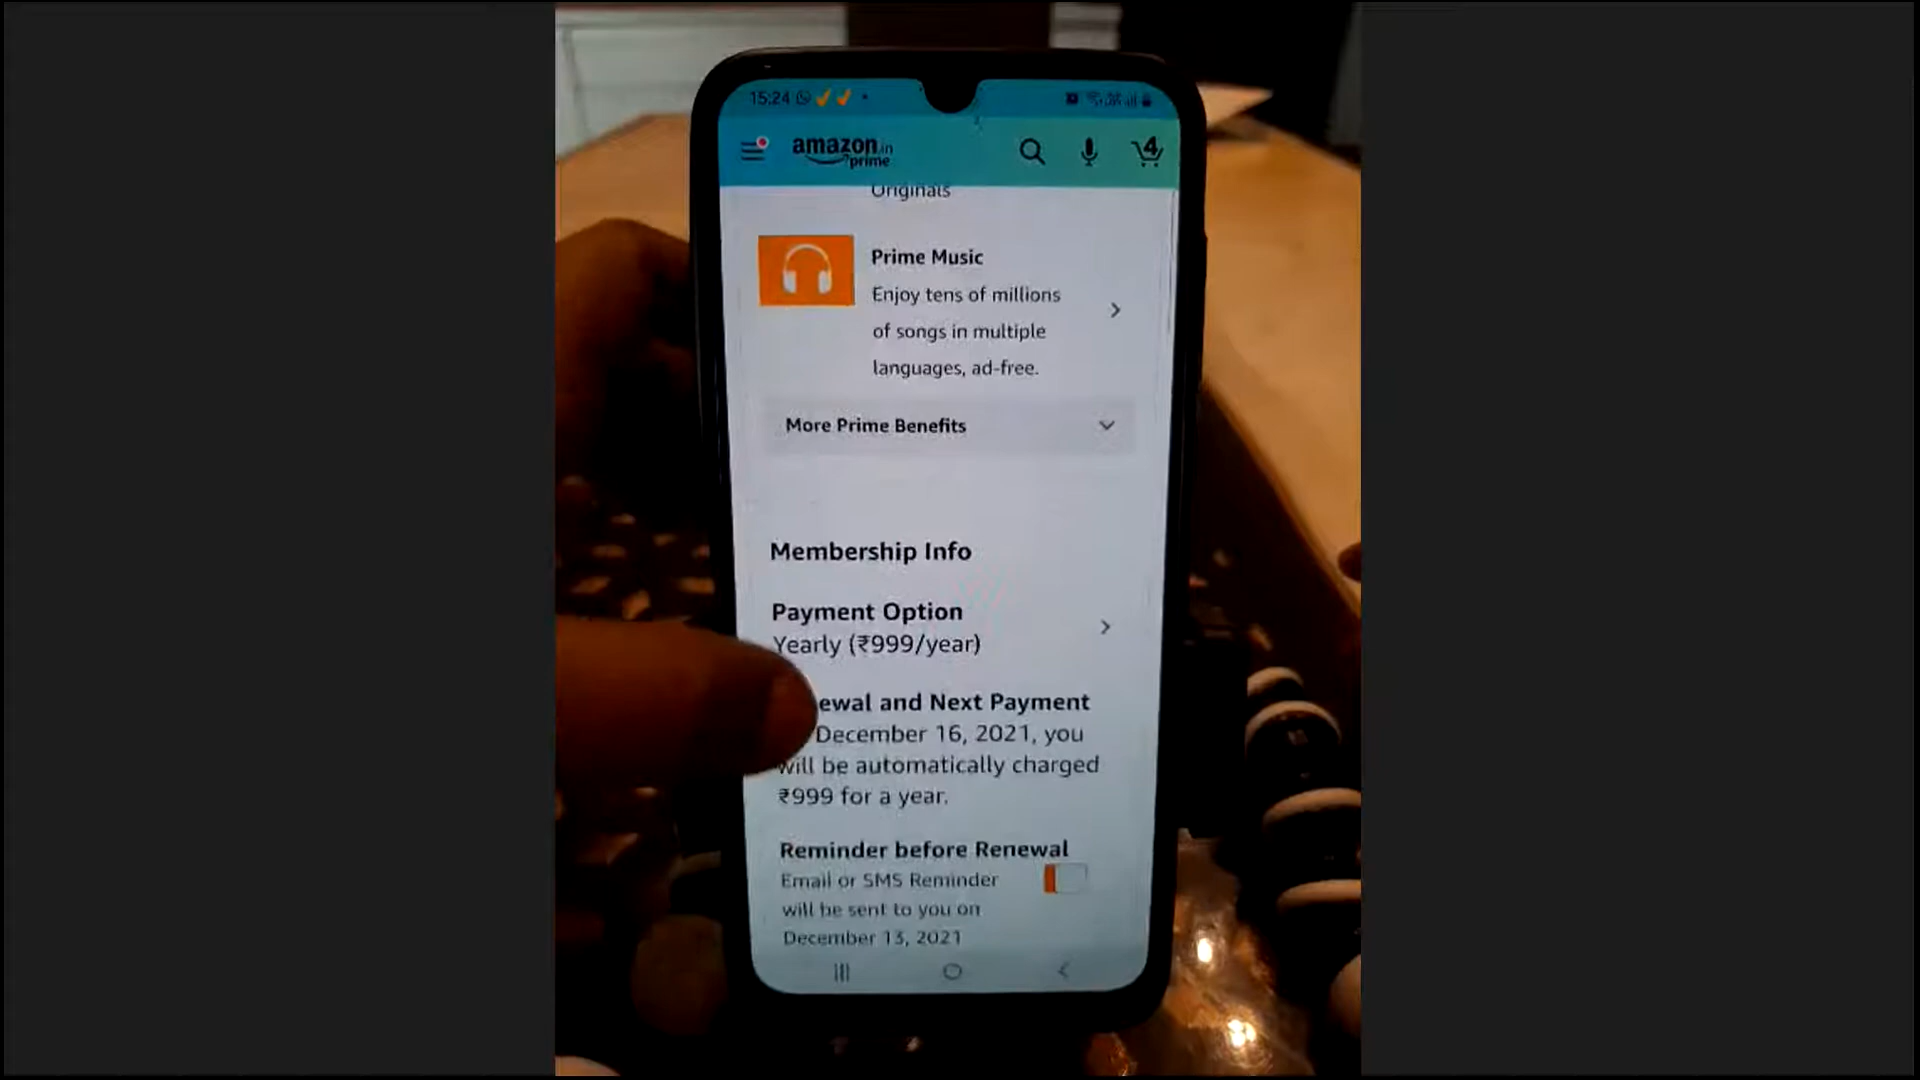 15:24
amazon.in
prime
4
Originals
Prime Music
Enjoy tens of millions
of songs in multiple
languages, ad-free.
More Prime Benefits
Membership Info
Payment Option
Yearly (₹999/year)
ewal and Next Payment
December 16, 2021, you
will be automatically charged
₹999 for a year.
Reminder before Renewal
Email or SMS Reminder
will be sent to you on
December 13, 2021